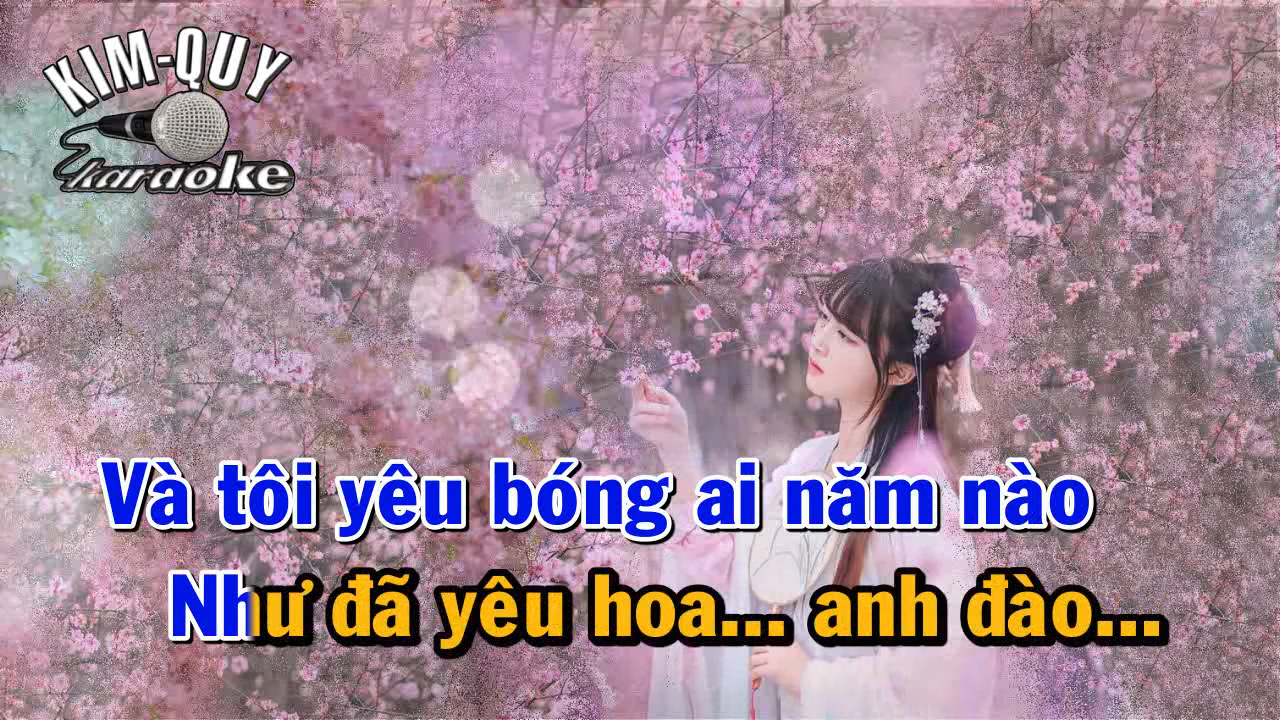 KIM-QUY
karaoke
Và tôi yêu bóng ai năm nào
Như đã yêu hoa... anh đào...